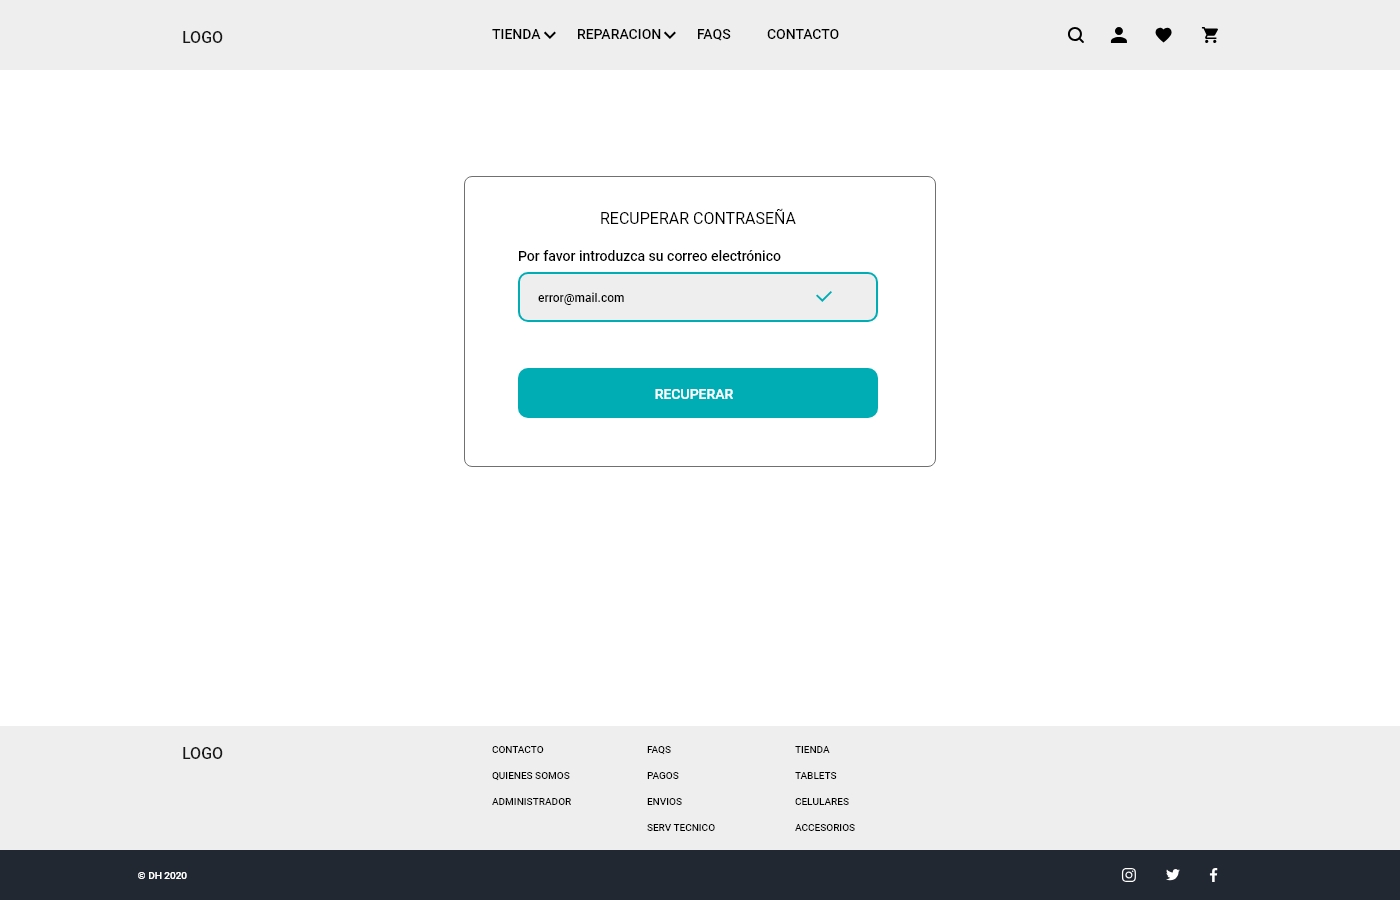 LOGO
TIENDA REPARACION FAQS CONTACTO
RECUPERAR CONTRASEÑA
Por favor introduzca su correo electrónico
error@mail.com
RECUPERAR
LOGO
CONTACTO FAQS TIENDA
QUIENES SOMOS PAGOS TABLETS
ADMINISTRADOR ENVIOS CELULARES
SERV TECNICO ACCESORIOS
© DH 2020